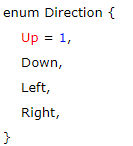 enum Direction {
    Up = 1,
    Down,
    Left,
    Right,
}